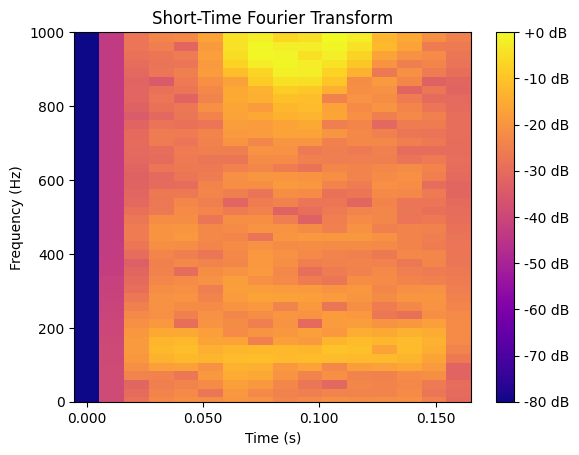 Short-Time Fourier Transform
1000
800
600
400
200
0
Frequency (Hz)
0.000
0.050
0.100
0.150
Time (s)
+0 dB
-10 dB
-20 dB
-30 dB
-40 dB
-50 dB
-60 dB
-70 dB
-80 dB